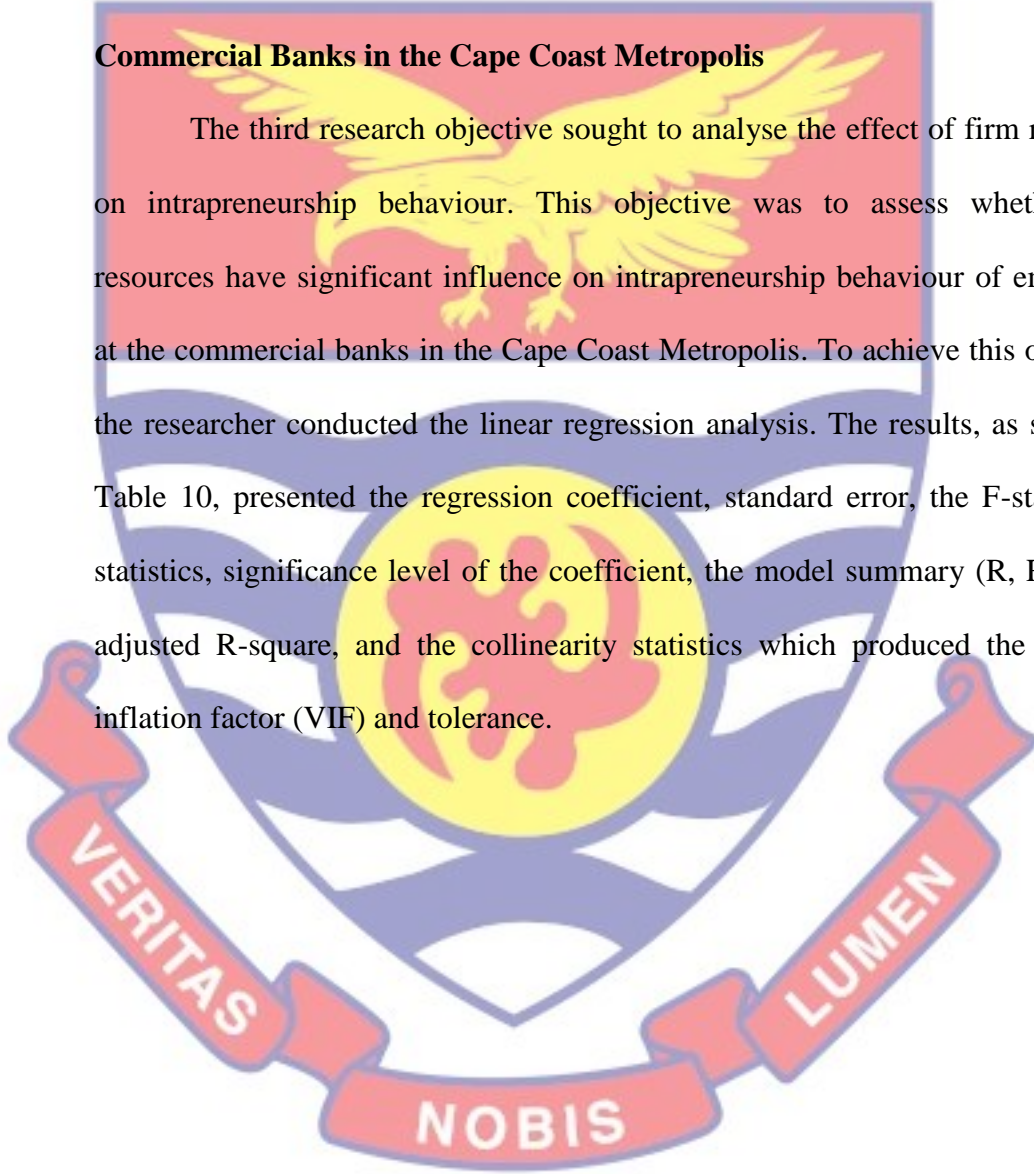 Commercial Banks in the Cape Coast Metropolis
The third research objective sought to analyse the effect of firm
on intrapreneurship behaviour. This objective was to assess
resources have significant influence on intrapreneurship behaviour of
at the commercial banks in the Cape Coast Metropolis. To achieve this
the researcher conducted the linear regression analysis. The results, as
Table 10, presented the regression coefficient, standard error, the
statistics, significance level of the coefficient, the model summary (R,
adjusted R-square, and the collinearity statistics which produced the
inflation factor (VIF) and tolerance.
VERITAS
NOBIS
LUMEN